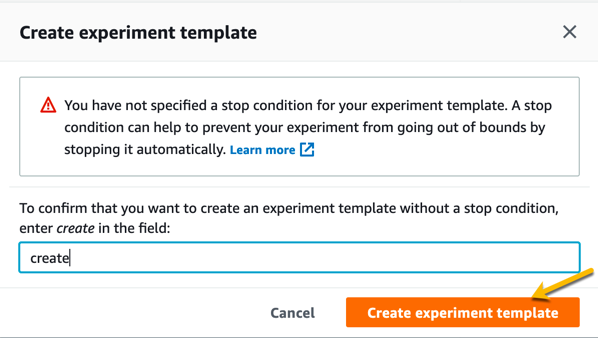 Create experiment template
You have not specified a stop condition for your experiment template. A stop
condition can help to prevent your experiment from going out of bounds by
stopping it automatically. Learn more
To confirm that you want to create an experiment template without a stop condition,
enter create in the field:
create
Cancel
Create experiment template